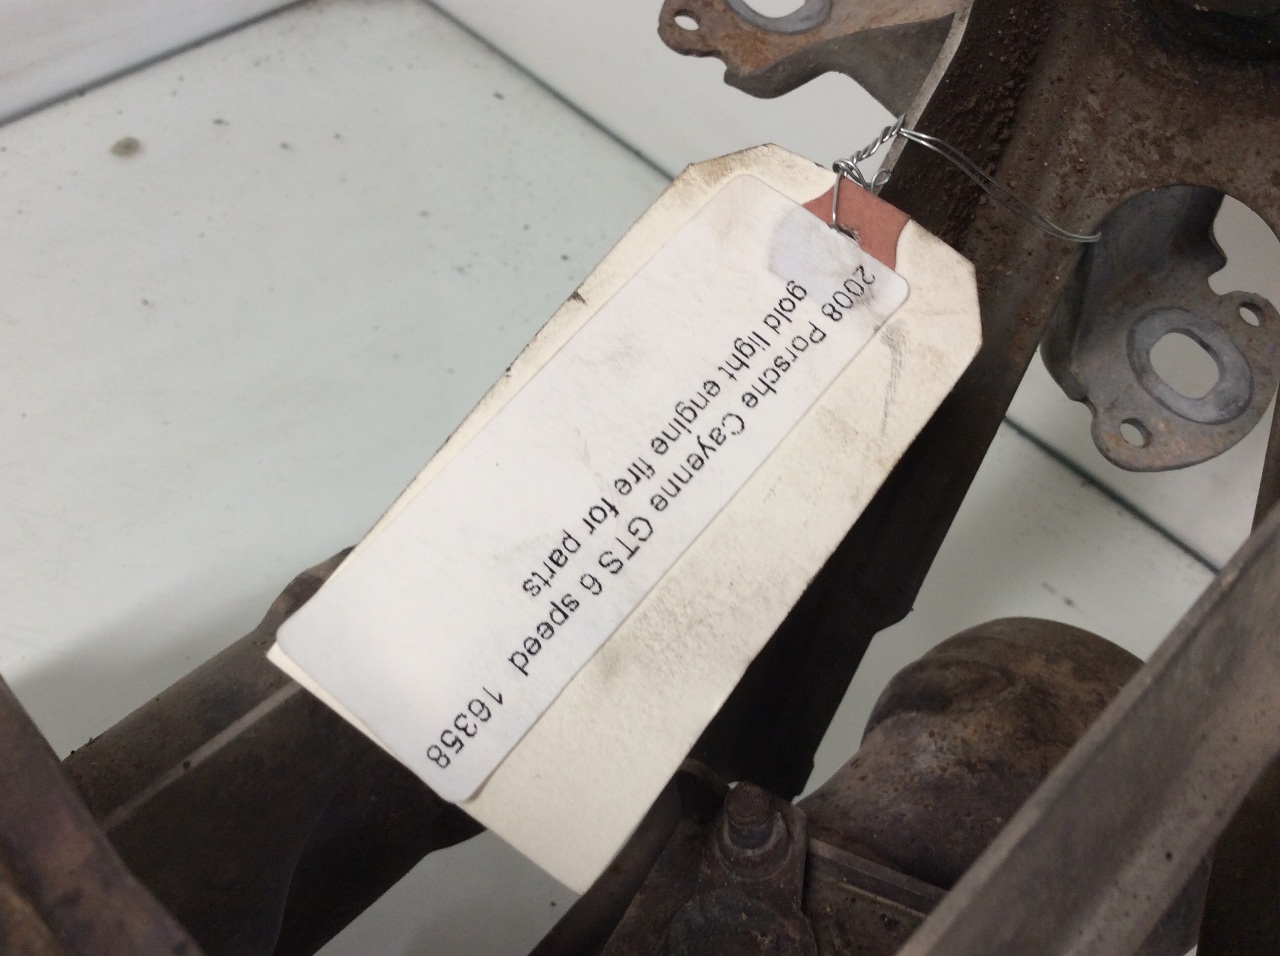 2008 Porsche Cayenne GTS 6 speed 16358
gold light engine fire for parts